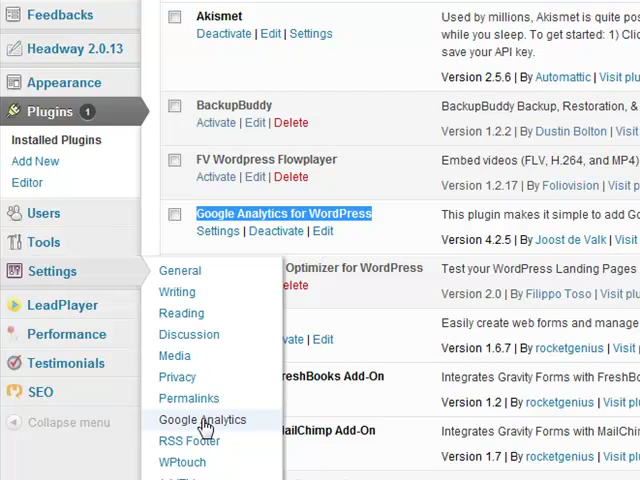 Feedbacks
Headway 2.0.13
Appearance
Plugins 1
Installed Plugins
Add New
Editor
Users
Tools
Settings
LeadPlayer
Performance
Testimonials
SEO
Collapse menu
General
Writing
Reading
Discussion
Media
Privacy
Permalinks
Google Analytics
RSS Footer
WPtouch
Akismet
Deactivate | Edit | Settings
Used by millions, Akismet is quite pos
while you sleep. To get started: 1) Clic
save your API key.
Version 2.5.6 | By Automattic | Visit plu
BackupBuddy
Activate | Edit | Delete
BackupBuddy Backup, Restoration, &
Version 1.2.2 | By Dustin Bolton | Visit
FV Wordpress Flowplayer
Activate | Edit | Delete
Embed videos (FLV, H.264, and MP4)
Version 1.2.17 | By Foliovision | Visit
Google Analytics for WordPress
Settings | Deactivate | Edit
This plugin makes it simple to add Go
Version 4.2.5 | By Joost de Valk | Visit
Optimizer for WordPress
elete
Test your WordPress Landing Pages
Version 2.0 | By Filippo Toso | Visit plu
vate | Edit
Easily create web forms and manage
Version 1.6.7 | By rocketgenius | Visit
reshBooks Add-On
Integrates Gravity Forms with FreshB
Version 1.2 | By rocketgenius | Visit pl
ailChimp Add-On
Integrates Gravity Forms with MailCh
Version 1.7 | By rocketgenius | Visit pl